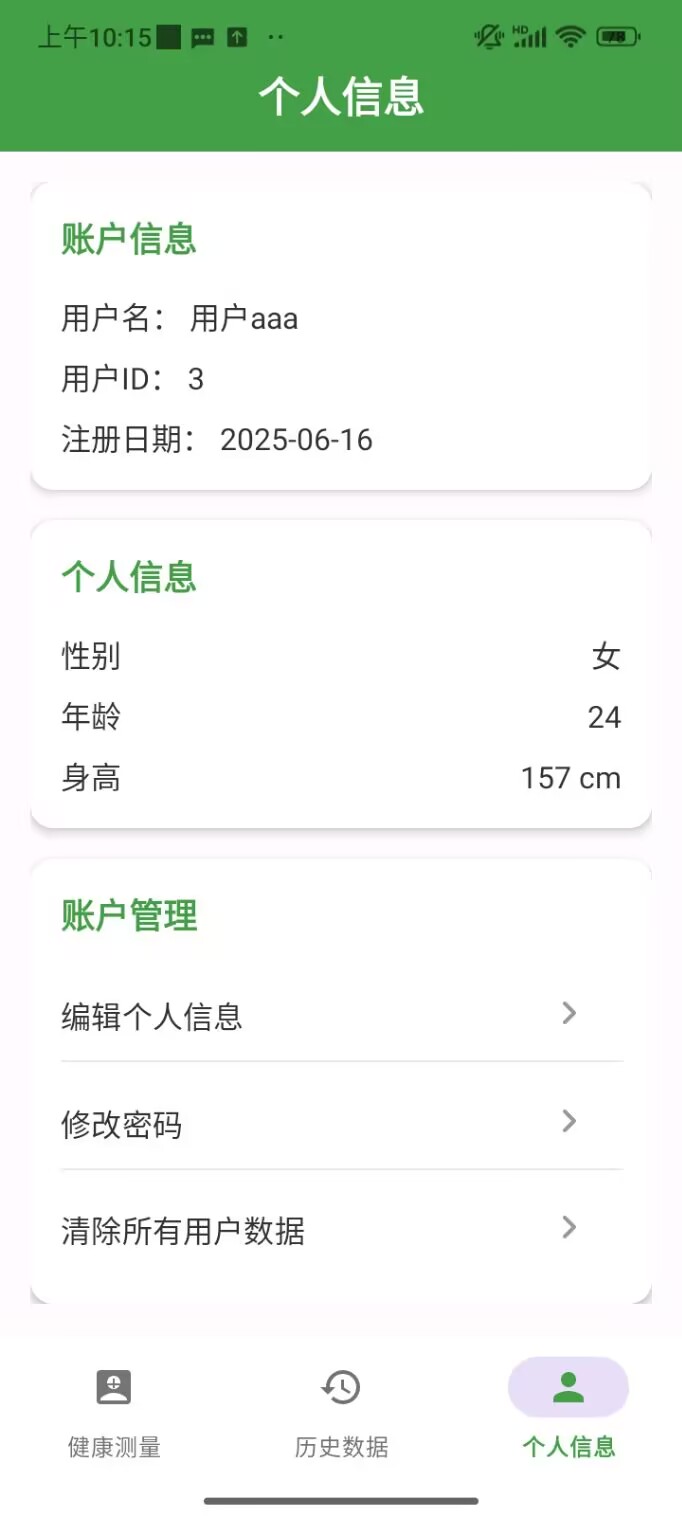 上午10:15
HD
78
个人信息
账户信息
用户名： 用户aaa
用户ID： 3
注册日期： 2025-06-16
个人信息
性别 女
年龄 24
身高 157 cm
账户管理
编辑个人信息
修改密码
清除所有用户数据
健康测量 历史数据 个人信息